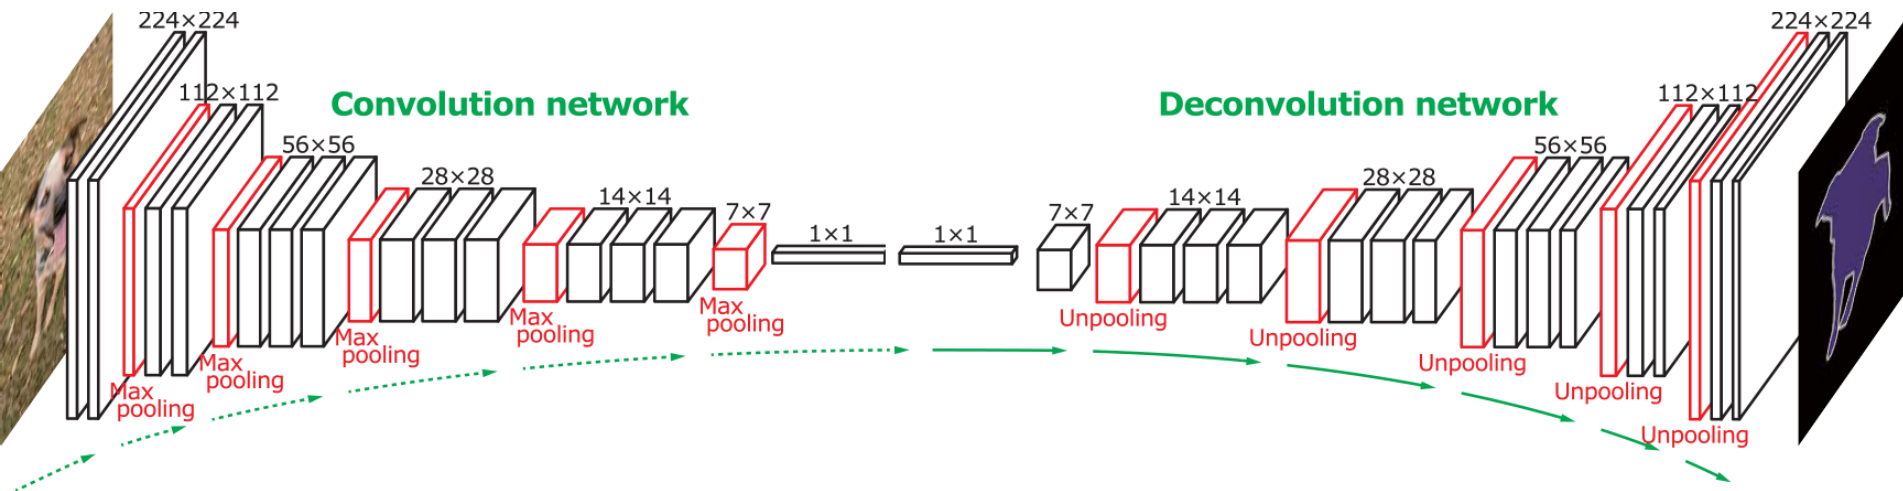 224×224
112×112
Convolution network
56×56
28×28
14×14
7×7
1×1
Max
pooling
Max
pooling
Max
pooling
Max
pooling
Max
pooling
1×1
7×7
14×14
28×28
Deconvolution network
56×56
112×112
224×224
Unpooling
Unpooling
Unpooling
Unpooling
Unpooling